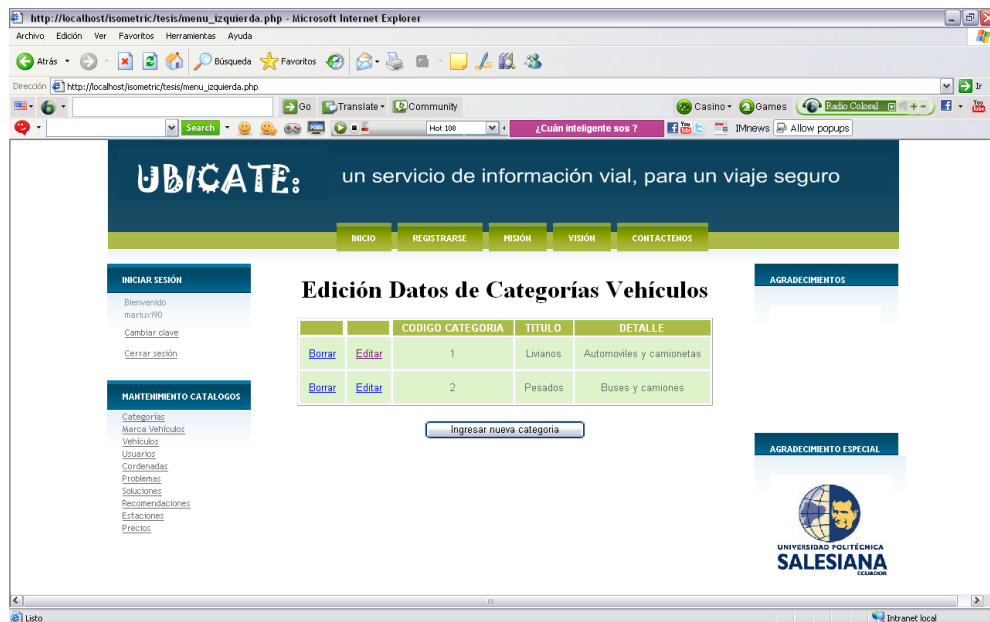 http://localhost/isometric/tesis/menu_izquierda.php - Microsoft Internet Explorer
Archivo Edición Ver Favoritos Herramientas Ayuda
Atrás Búsqueda Favoritos
Dirección http://localhost/isometric/tesis/menu_izquierda.php Ir
Go Translate Community Casino Games Radio Colosal
Search Hot 108 ¿Cuán inteligente sos ? IMnews Allow popups
UBICATE: un servicio de información vial, para un viaje seguro
INICIO REGISTRARSE MISIÓN VISIÓN CONTACTENOS
INICIAR SESIÓN
Bienvenido
mariuxi90
Cambiar clave
Cerrar sesión
MANTENIMIENTO CATALOGOS
Categorías
Marca Vehículos
Vehículos
Usuarios
Cordenadas
Problemas
Soluciones
Recomendaciones
Estaciones
Precios
Edición Datos de Categorías Vehículos
CODIGO CATEGORIA TITULO DETALLE
Borrar Editar 1 Livianos Automoviles y camionetas
Borrar Editar 2 Pesados Buses y camiones
Ingresar nueva categoria
AGRADECIMIENTOS
AGRADECIMIENTO ESPECIAL
UNIVERSIDAD POLITÉCNICA
SALESIANA
ECUADOR
Listo Intranet local